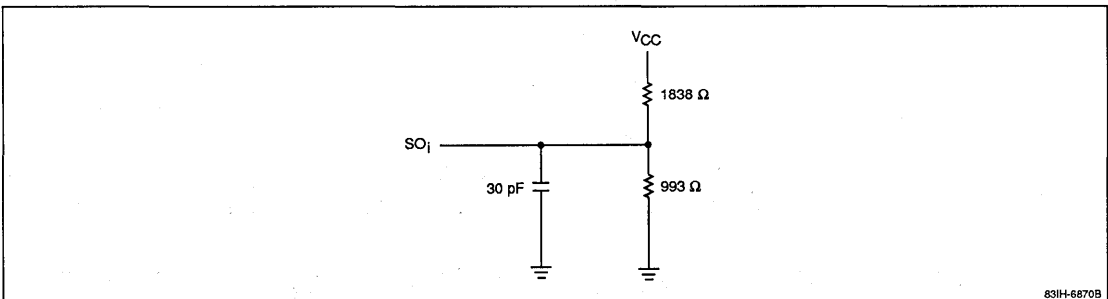 VCC
1838 Ω
SOi
30 pF
993 Ω
83IH-6870B